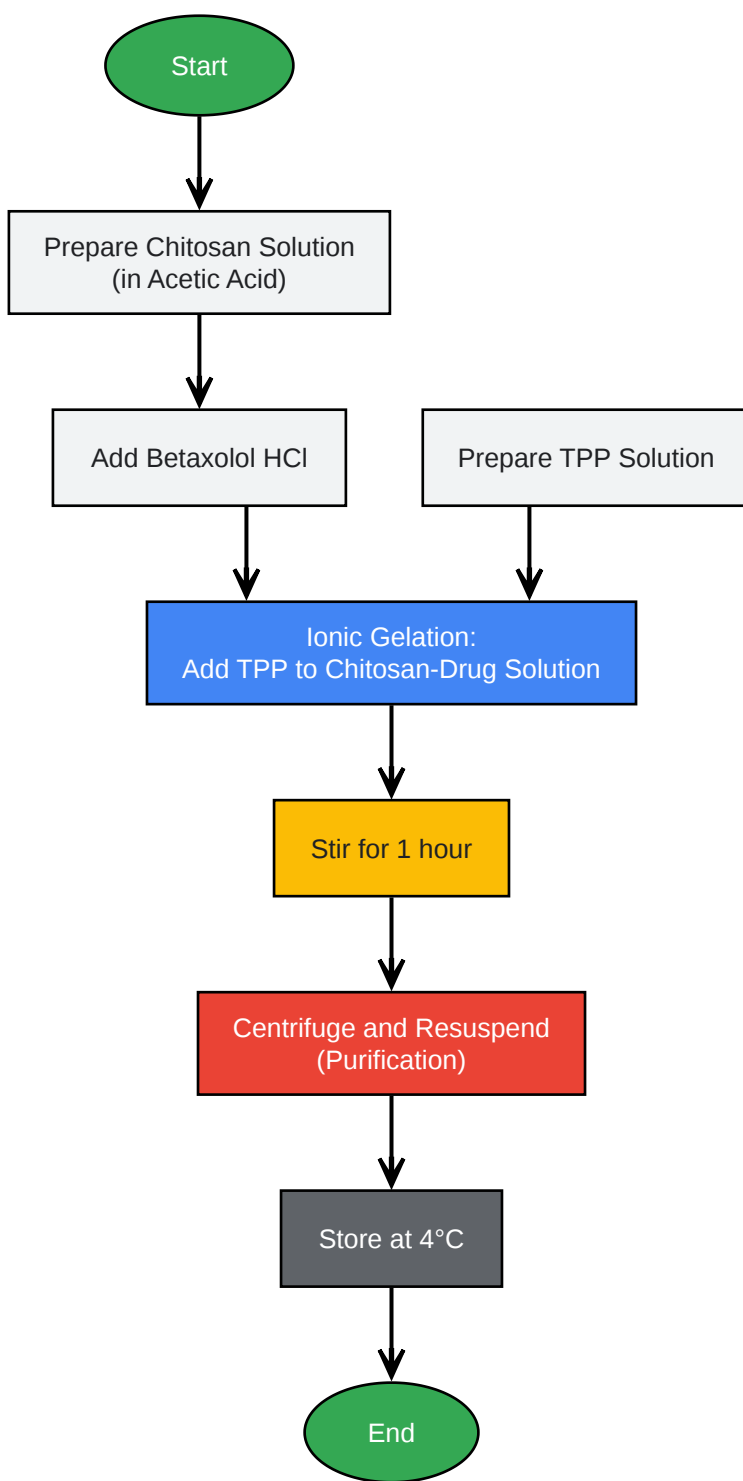 Start
Prepare Chitosan Solution
(in Acetic Acid)
Add Betaxolol HCl
Prepare TPP Solution
Ionic Gelation:
Add TPP to Chitosan-Drug Solution
Stir for 1 hour
Centrifuge and Resuspend
(Purification)
Store at 4°C
End